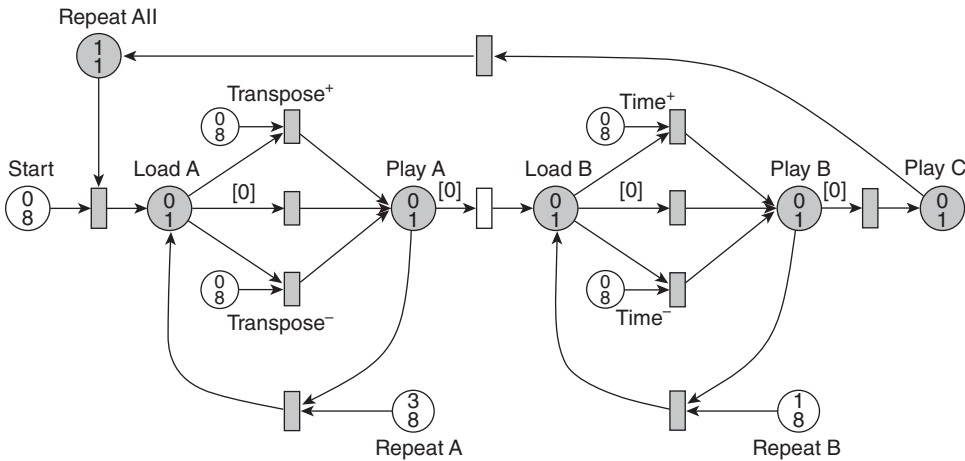 Repeat All
1
1
Transpose+
0
8
Time+
0
8
Start
0
8
Load A
0
1
[0]
Play A
0
1
[0]
Load B
0
1
[0]
Play B
0
1
[0]
Play C
0
1
0
8
Transpose−
0
8
Time−
3
8
Repeat A
1
8
Repeat B